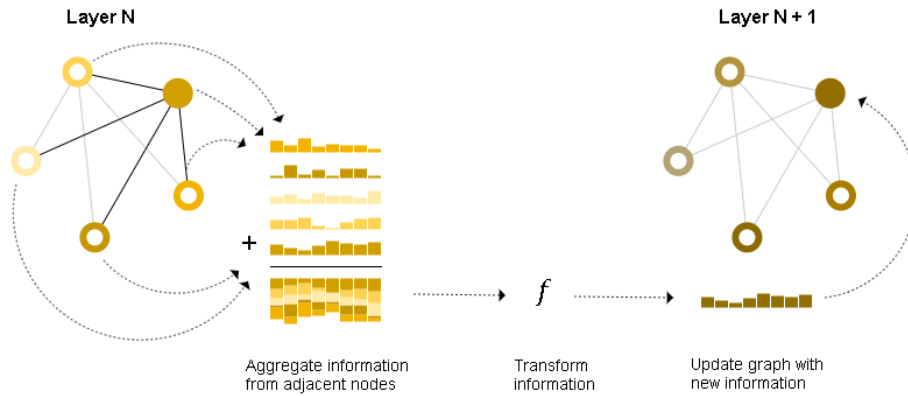 Layer N
Layer N + 1
+
f
Aggregate information
from adjacent nodes
Transform
information
Update graph with
new information